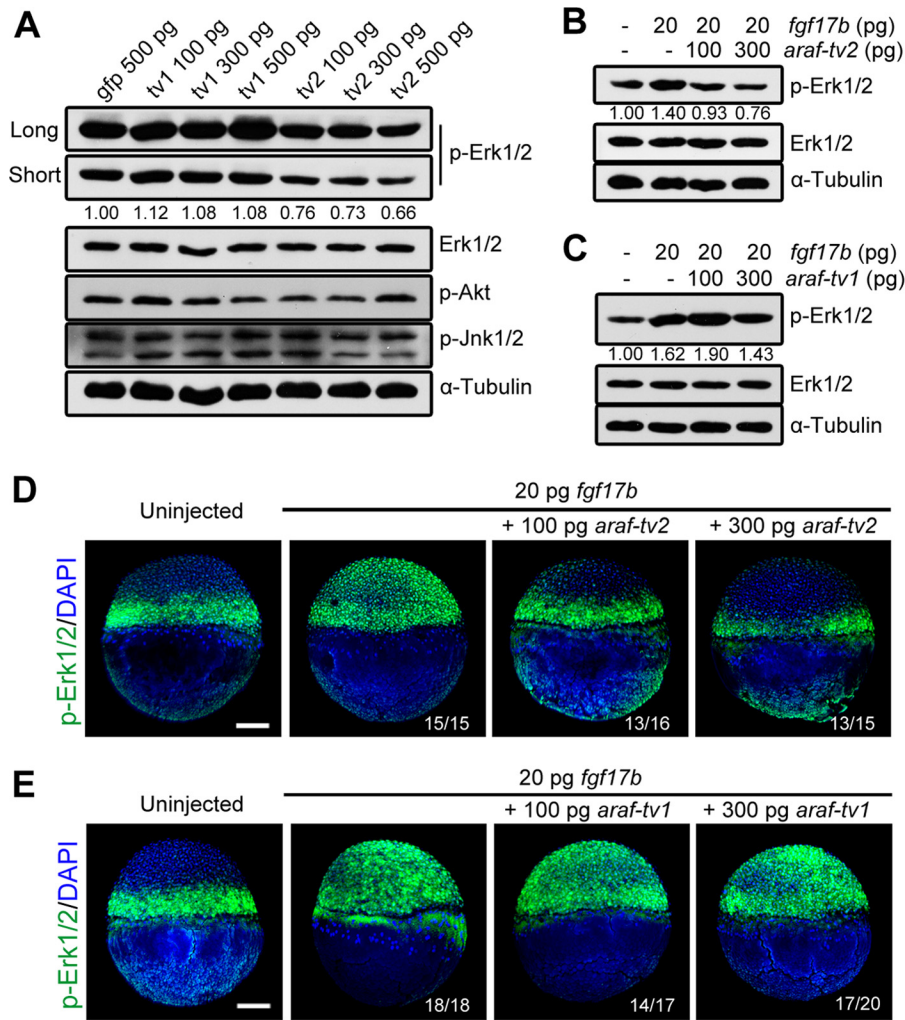 A
gfp 500 pg
tv1 100 pg
tv1 300 pg
tv1 500 pg
tv2 100 pg
tv2 300 pg
tv2 500 pg
Long
Short
p-Erk1/2
1.00 1.12 1.08 1.08 0.76 0.73 0.66
Erk1/2
p-Akt
p-Jnk1/2
α-Tubulin
B
- 20 20 20 fgf17b (pg)
- - 100 300 araf-tv2 (pg)
p-Erk1/2
1.00 1.40 0.93 0.76
Erk1/2
α-Tubulin
C
- 20 20 20 fgf17b (pg)
- - 100 300 araf-tv1 (pg)
p-Erk1/2
1.00 1.62 1.90 1.43
Erk1/2
α-Tubulin
D
20 pg fgf17b
Uninjected
+ 100 pg araf-tv2 + 300 pg araf-tv2
p-Erk1/2/DAPI
15/15 13/16 13/15
E
20 pg fgf17b
Uninjected
+ 100 pg araf-tv1 + 300 pg araf-tv1
p-Erk1/2/DAPI
18/18 14/17 17/20